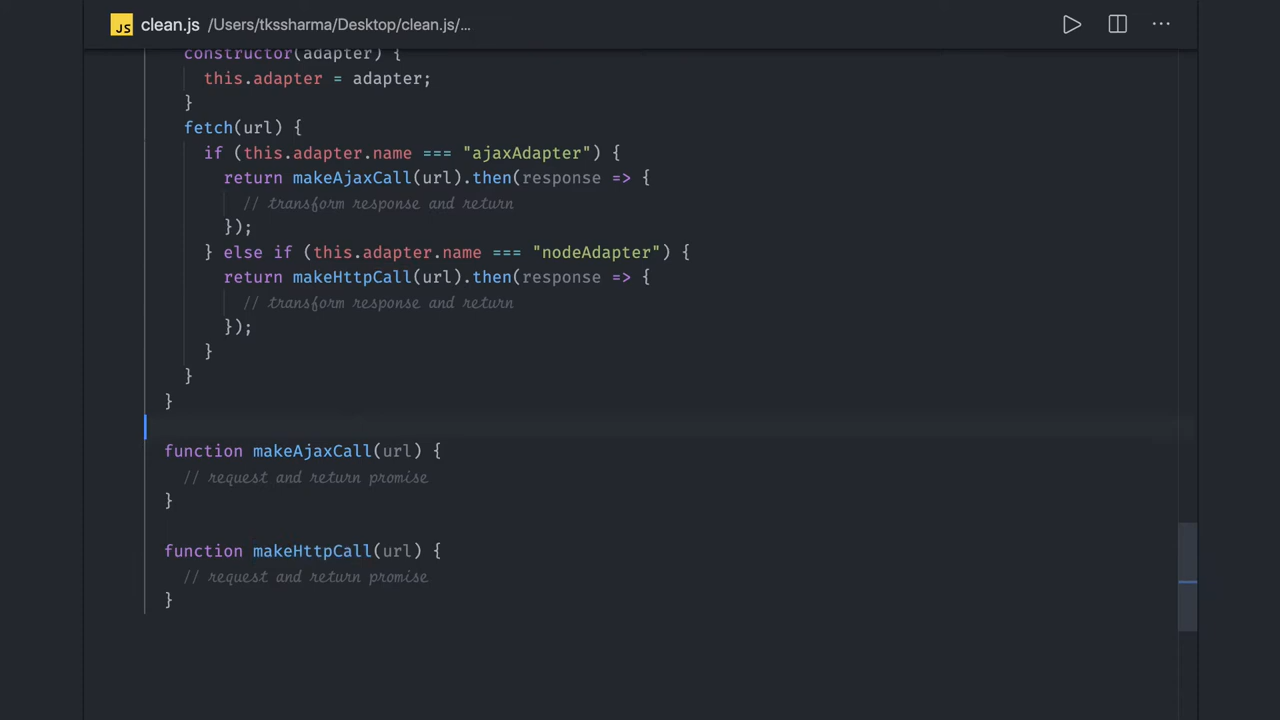 JS clean.js /Users/tkssharma/Desktop/clean.js/...
constructor(adapter) {
this.adapter = adapter;
}
fetch(url) {
if (this.adapter.name === "ajaxAdapter") {
return makeAjaxCall(url).then(response => {
// transform response and return
});
} else if (this.adapter.name === "nodeAdapter") {
return makeHttpCall(url).then(response => {
// transform response and return
});
}
}
}
function makeAjaxCall(url) {
// request and return promise
}
function makeHttpCall(url) {
// request and return promise
}